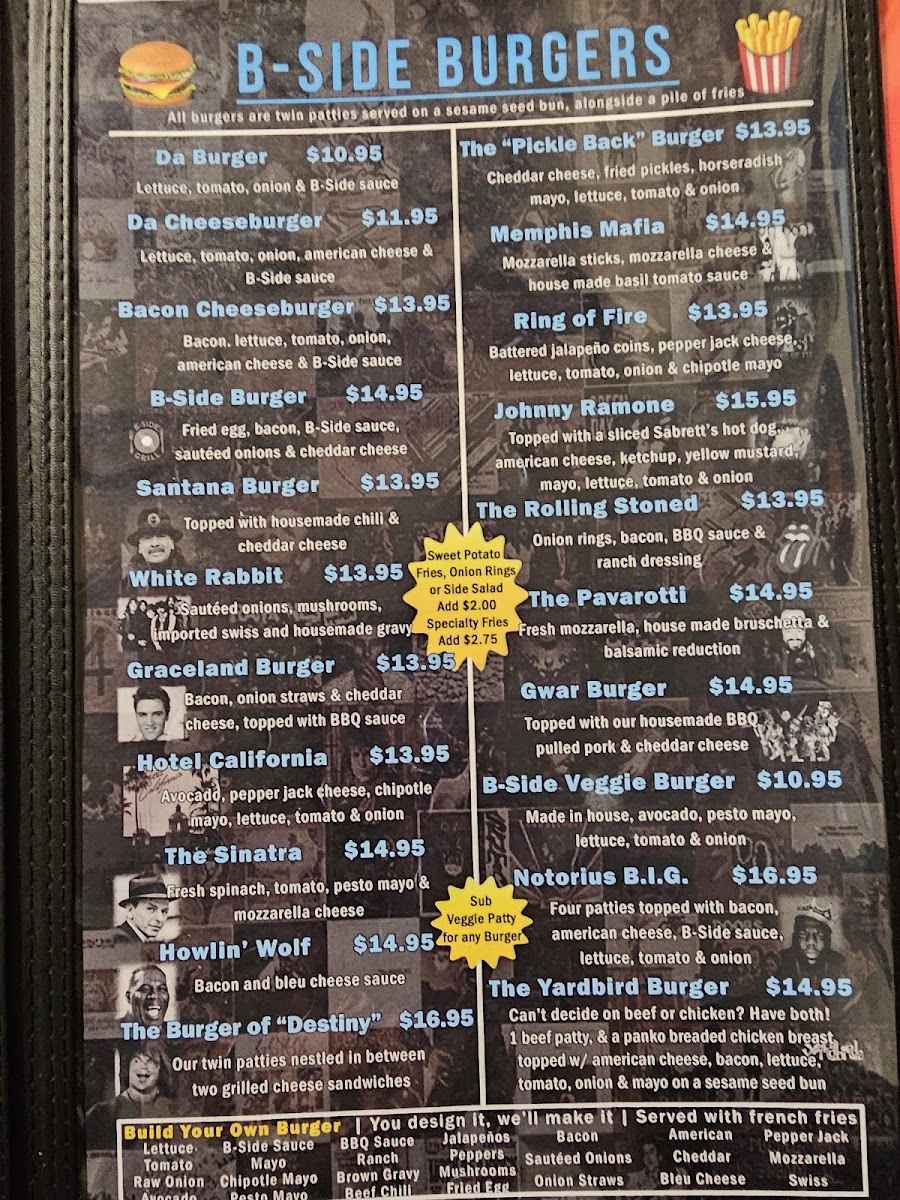 B-SIDE BURGERS
All burgers are twin patties served on a sesame seed bun, alongside a pile of fries
Da Burger $10.95
Lettuce, tomato, onion & B-Side sauce
Da Cheeseburger $11.95
Lettuce, tomato, onion, american cheese &
B-Side sauce
Bacon Cheeseburger $13.95
Bacon. lettuce, tomato, onion,
american cheese & B-Side sauce
B-Side Burger $14.95
B-SIDE
GRILL
Fried egg, bacon, B-Side sauce,
sautéed onions & cheddar cheese
Santana Burger $13.95
Topped with housemade chili &
cheddar cheese
White Rabbit $13.95
Sautéed onions, mushrooms,
imported swiss and housemade gravy
Graceland Burger $13.95
Bacon, onion straws & cheddar
cheese, topped with BBQ sauce
Hotel California $13.95
Avocado, pepper jack cheese, chipotle
mayo, lettuce, tomato & onion
The Sinatra $14.95
Fresh spinach, tomato, pesto mayo &
mozzarella cheese
Howlin' Wolf $14.95
Bacon and bleu cheese sauce
The Burger of "Destiny" $16.95
Our twin patties nestled in between
two grilled cheese sandwiches
Sweet Potato
Fries, Onion Rings
or Side Salad
Add $2.00
Specialty Fries
Add $2.75
Sub
Veggie Patty
for any Burger
The "Pickle Back" Burger $13.95
Cheddar cheese, fried pickles, horseradish
mayo, lettuce, tomato & onion
Memphis Mafia $14.95
Mozzarella sticks, mozzarella cheese &
house made basil tomato sauce
Ring of Fire $13.95
Battered jalapeño coins, pepper jack cheese,
lettuce, tomato, onion & chipotle mayo
Johnny Ramone $15.95
Topped with a sliced Sabrett's hot dog,
american cheese, ketchup, yellow mustard,
mayo, lettuce, tomato & onion
The Rolling Stoned $13.95
Onion rings, bacon, BBQ sauce &
ranch dressing
The Pavarotti $14.95
Fresh mozzarella, house made bruschetta &
balsamic reduction
Gwar Burger $14.95
Topped with our housemade BBQ
pulled pork & cheddar cheese
B-Side Veggie Burger $10.95
Made in house, avocado, pesto mayo,
lettuce, tomato & onion
Notorius B.I.G. $16.95
Four patties topped with bacon,
american cheese, B-Side sauce,
lettuce, tomato & onion
The Yardbird Burger $14.95
Can't decide on beef or chicken? Have both!
1 beef patty, & a panko breaded chicken breast
topped w/ american cheese, bacon, lettuce,
tomato, onion & mayo on a sesame seed bun
Build Your Own Burger | You design it, we'll make it | Served with french fries
Lettuce B-Side Sauce BBQ Sauce Jalapeños Bacon American Pepper Jack
Tomato Mayo Ranch Peppers Sautéed Onions Cheddar Mozzarella
Raw Onion Chipotle Mayo Brown Gravy Mushrooms Onion Straws Bleu Cheese Swiss
Avocado Pesto Mayo Beef Chili Fried Egg